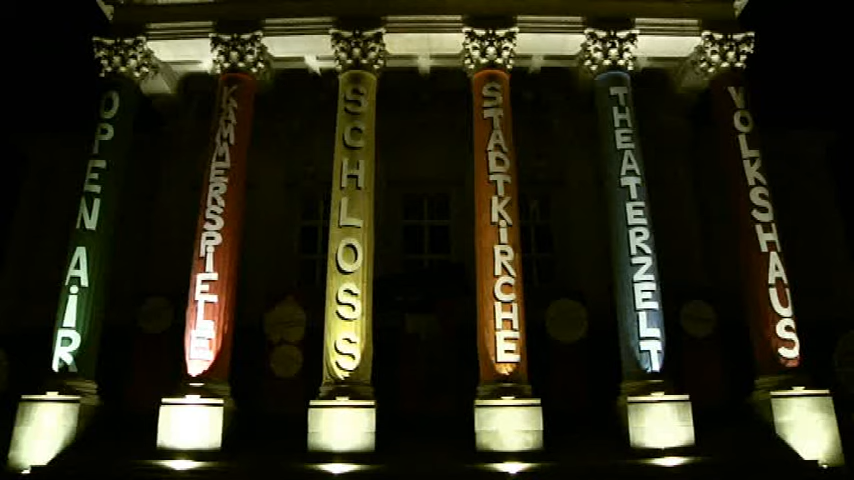 OPEN AiR
KAMMERSPiELE
SCHLOSS
STADTKiRCHE
THEATERZELT
VOLKSHAUS